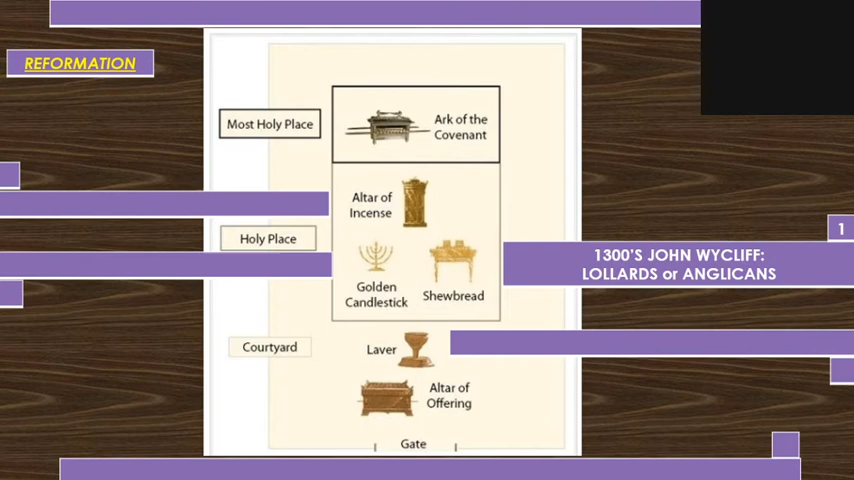 REFORMATION
Most Holy Place
Ark of the
Covenant
Altar of
Incense
1
Holy Place
1300'S JOHN WYCLIF:
LOLLARDS or ANGLICANS
Golden
Candlestick
Shewbread
Courtyard
Laver
Altar of
Offering
Gate